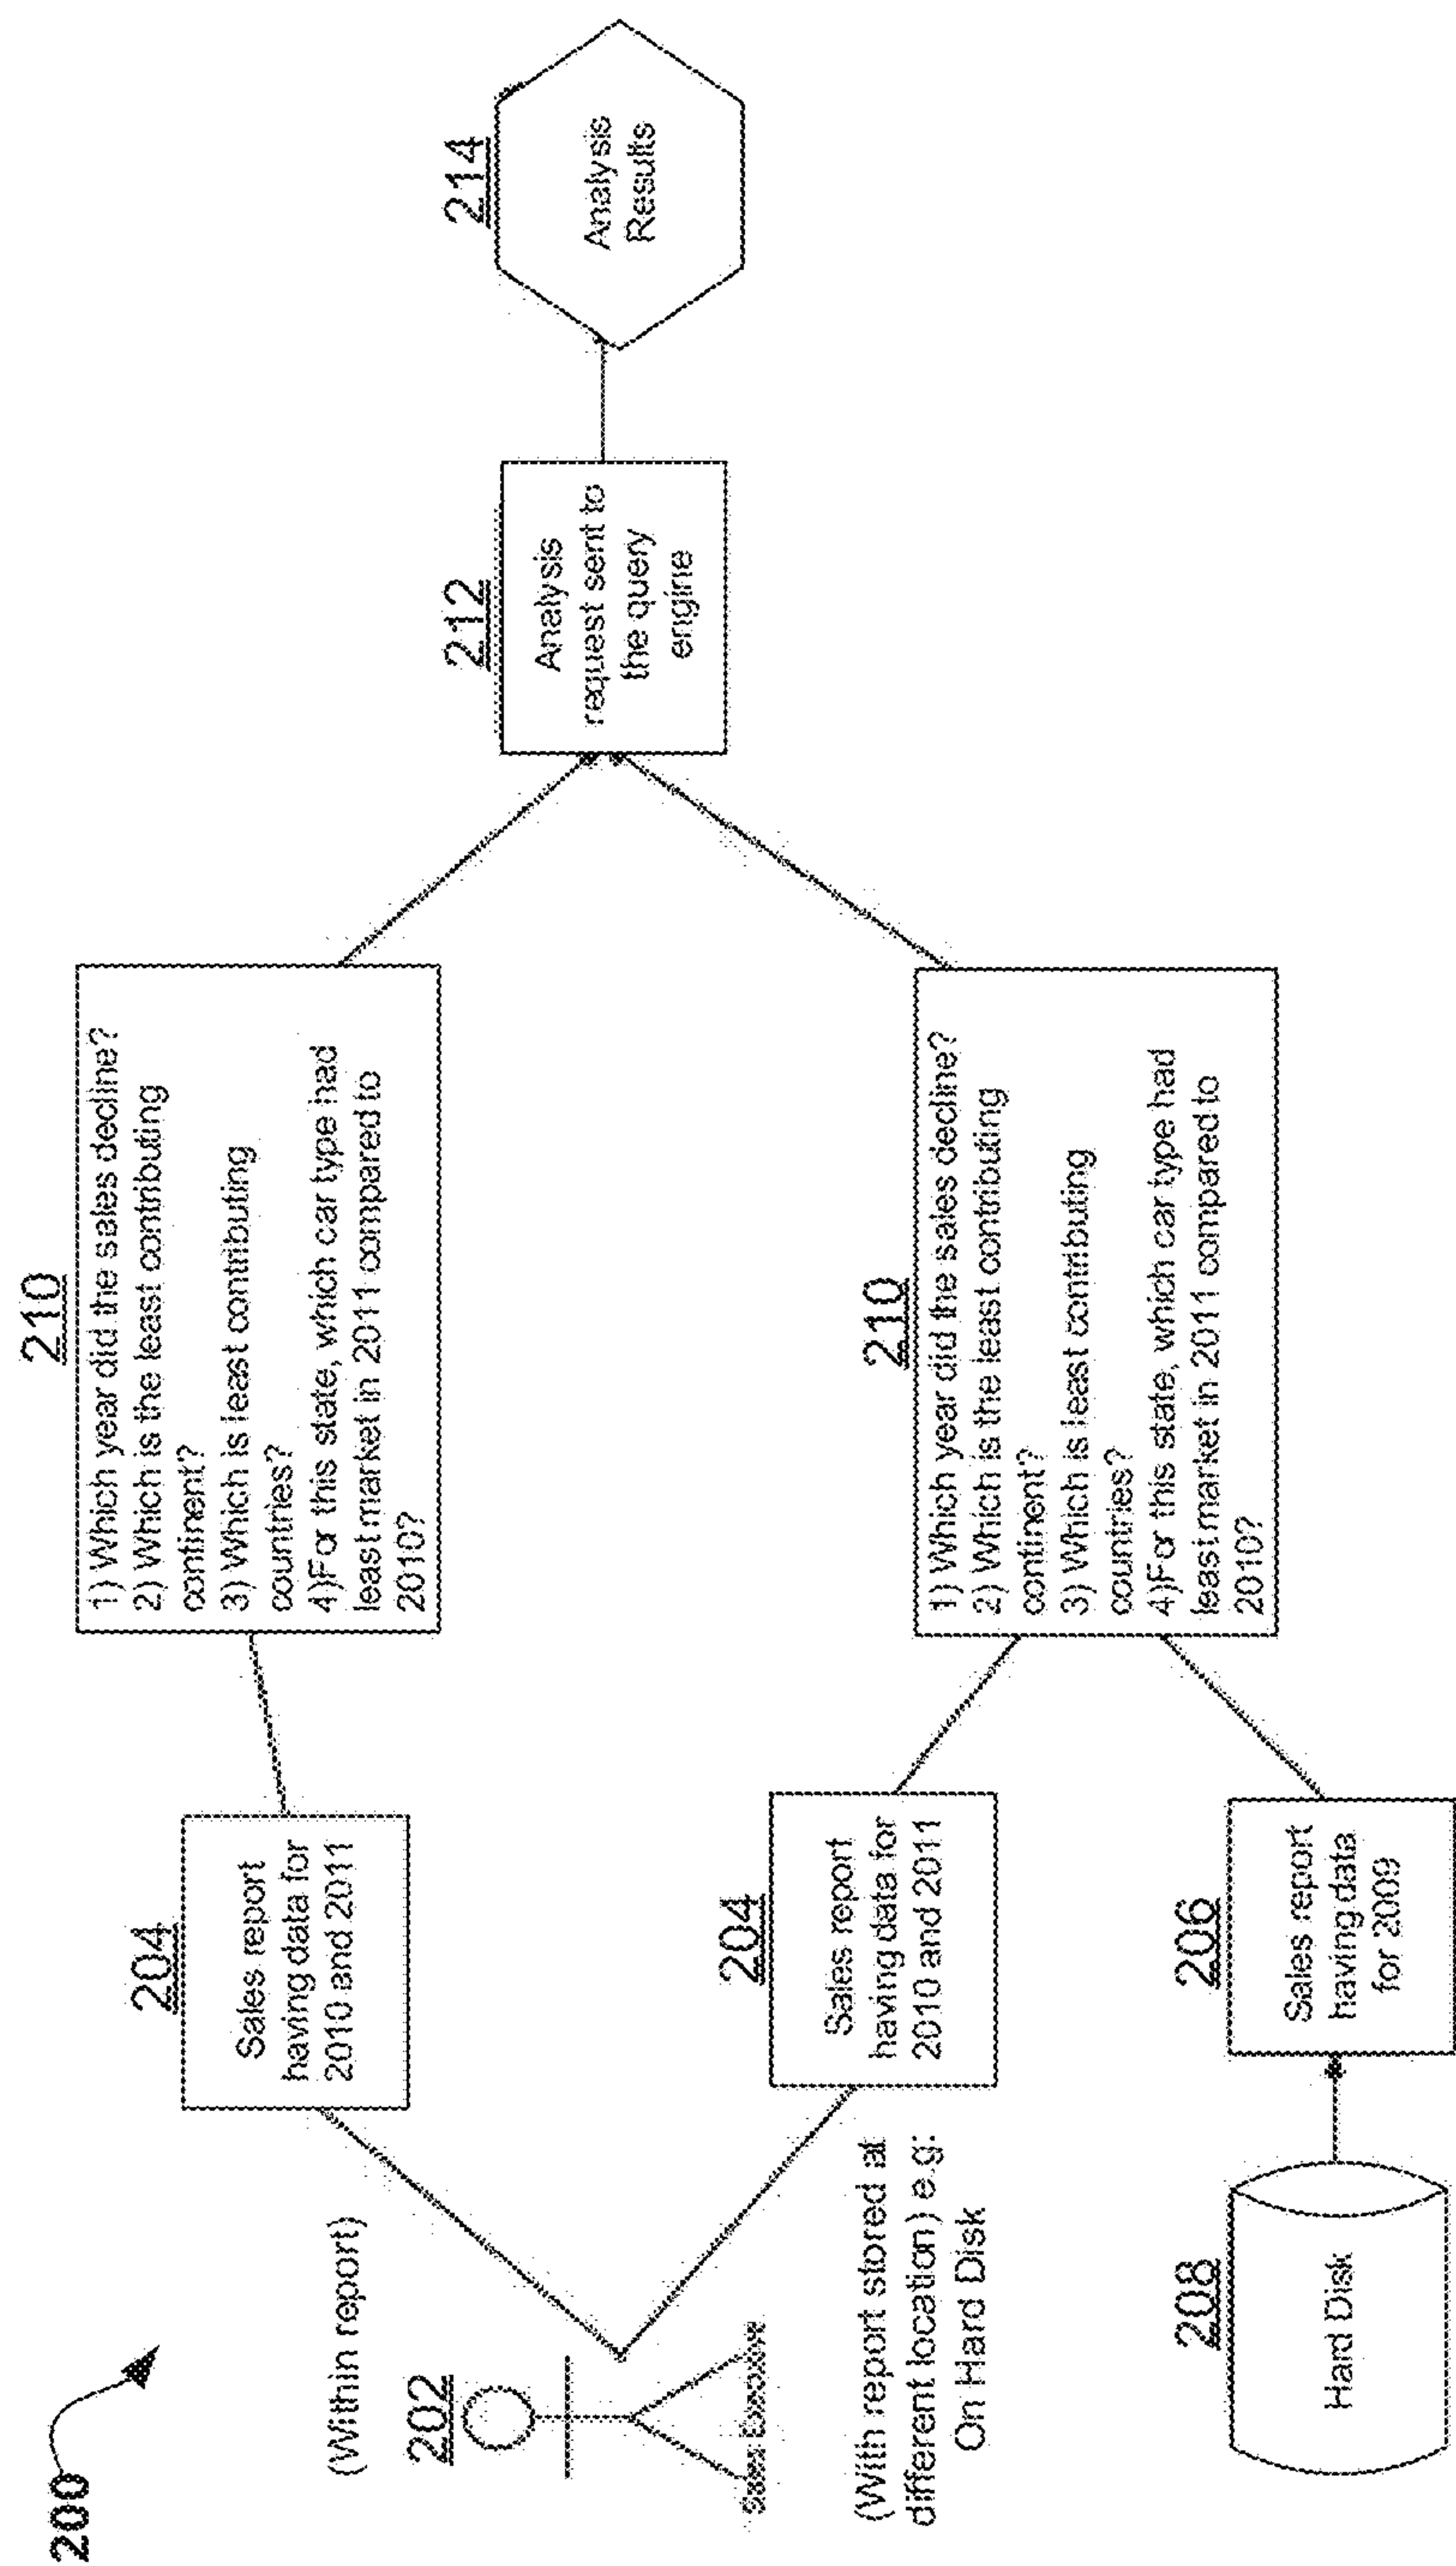 200
(Within report)
202
Sales Executive
(With report stored at
different location) e.g:
On Hard Disk
208
Hard Disk
204
Sales report
having data for
2010 and 2011
204
Sales report
having data for
2010 and 2011
206
Sales report
having data
for 2009
210
1) Which year did the sales decline?
2) Which is the least contributing
continent?
3) Which is least contributing
countries?
4)For this state, which car type had
least market in 2011 compared to
2010?
210
1) Which year did the sales decline?
2) Which is the least contributing
continent?
3) Which is least contributing
countries?
4)For this state, which car type had
least market in 2011 compared to
2010?
212
Analysis
request sent to
the query
engine
214
Analysis
Results